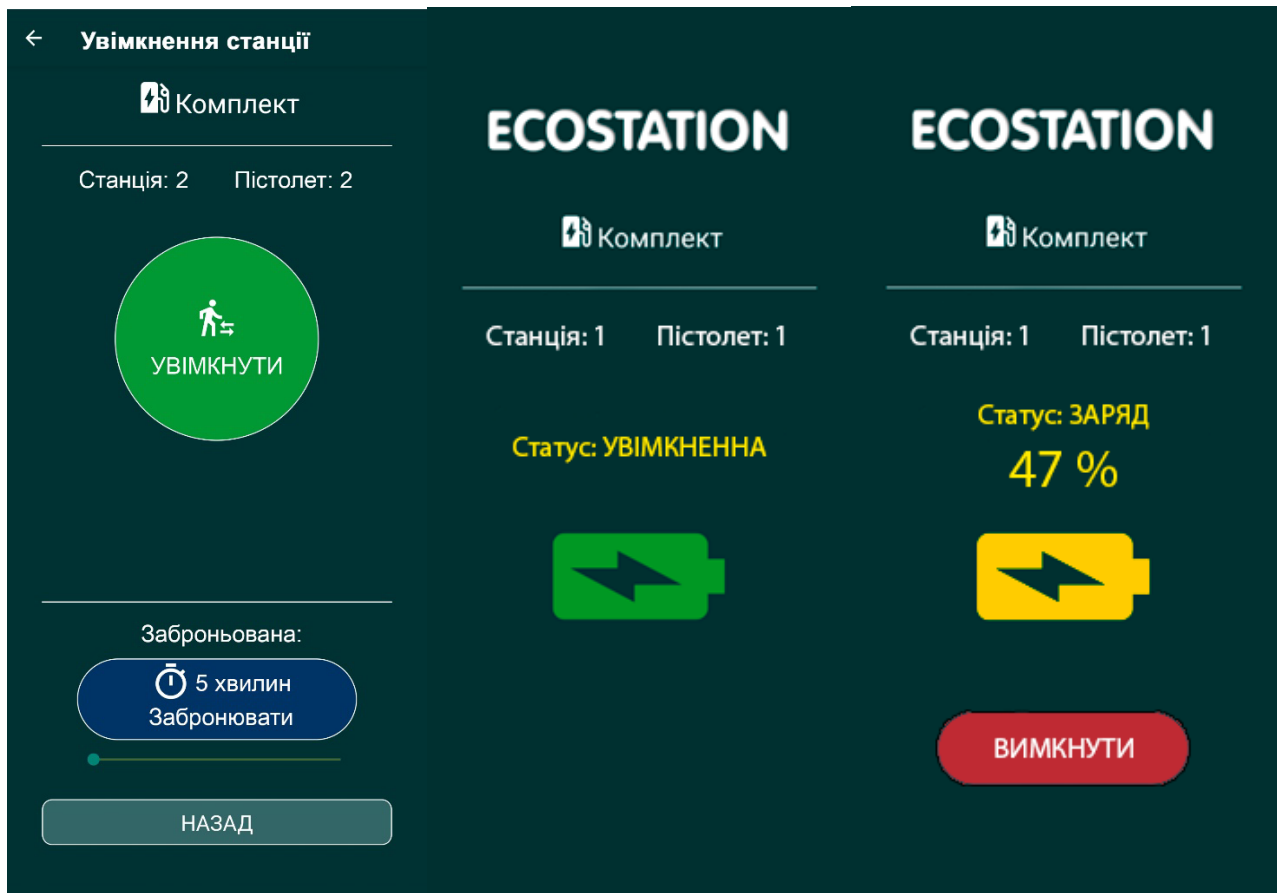 Увімкнення станції
Комплект
Станція: 2 Пістолет: 2
УВІМКНУТИ
Заброньована:
5 хвилин
Забронювати
НАЗАД
ECOSTATION
Комплект
Станція: 1 Пістолет: 1
Статус: УВІМКНЕННА
ECOSTATION
Комплект
Станція: 1 Пістолет: 1
Статус: ЗАРЯД
47 %
ВИМКНУТИ